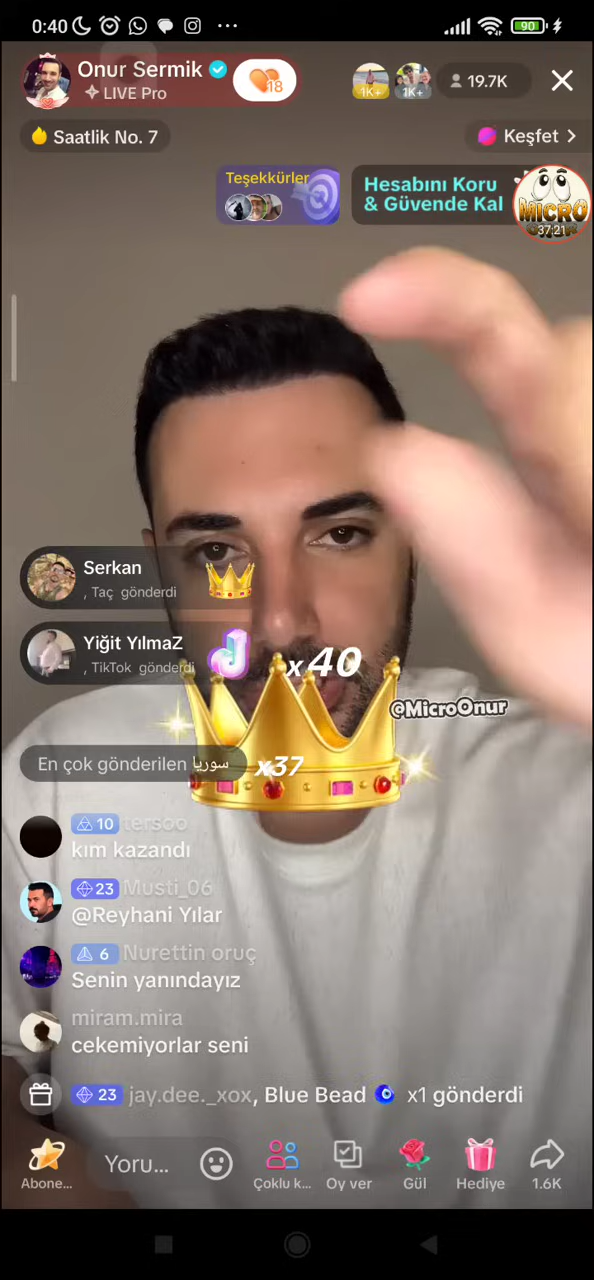 0:40
90
Onur Sermik
LIVE Pro
18
1K+
1K+
19.7K
Saatlik No. 7
Keşfet
Teşekkürler
Hesabını Koru
& Güvende Kal
MICRO
37:21
Serkan
, Taç gönderdi
Yiğit YılmaZ
, TikTok gönderdi
x40
@MicroOnur
En çok gönderilen سوريا
x37
10 tersoo
kım kazandı
23 Musti_06
@Reyhani Yılar
6 Nurettin oruç
Senin yanındayız
miram.mira
cekemiyorlar seni
23 jay.dee._xox, Blue Bead x1 gönderdi
Yoru...
Abone...
Çoklu k...
Oy ver
Gül
Hediye
1.6K